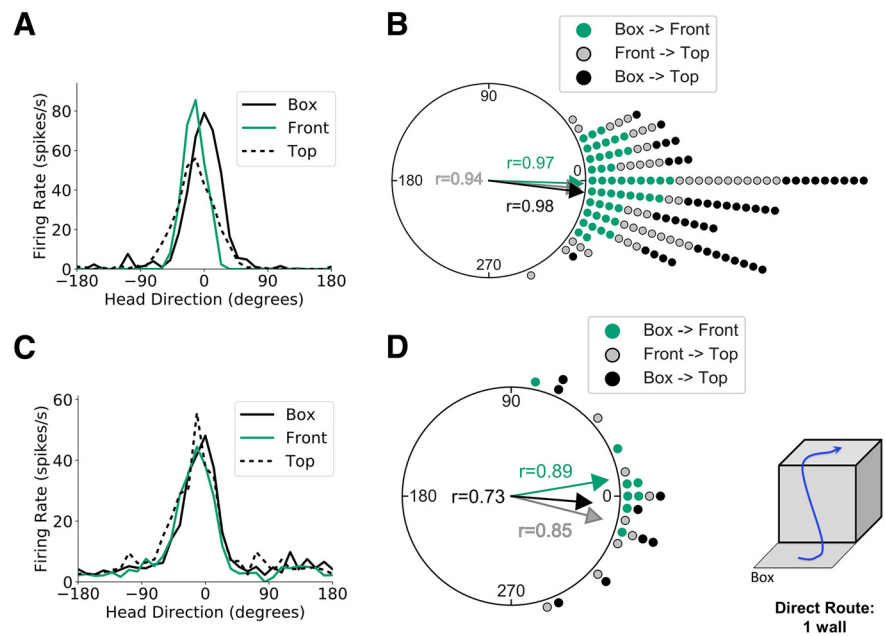 A
Firing Rate (spikes/s)
80
60
40
20
0
−180
−90
0
90
180
Head Direction (degrees)
Box
Front
Top
B
Box -> Front
Front -> Top
Box -> Top
90
180
0
270
r=0.97
r=0.94
r=0.98
C
Firing Rate (spikes/s)
60
40
20
0
−180
−90
0
90
180
Head Direction (degrees)
Box
Front
Top
D
Box -> Front
Front -> Top
Box -> Top
90
180
0
270
r=0.89
r=0.73
r=0.85
Box
Direct Route:
1 wall